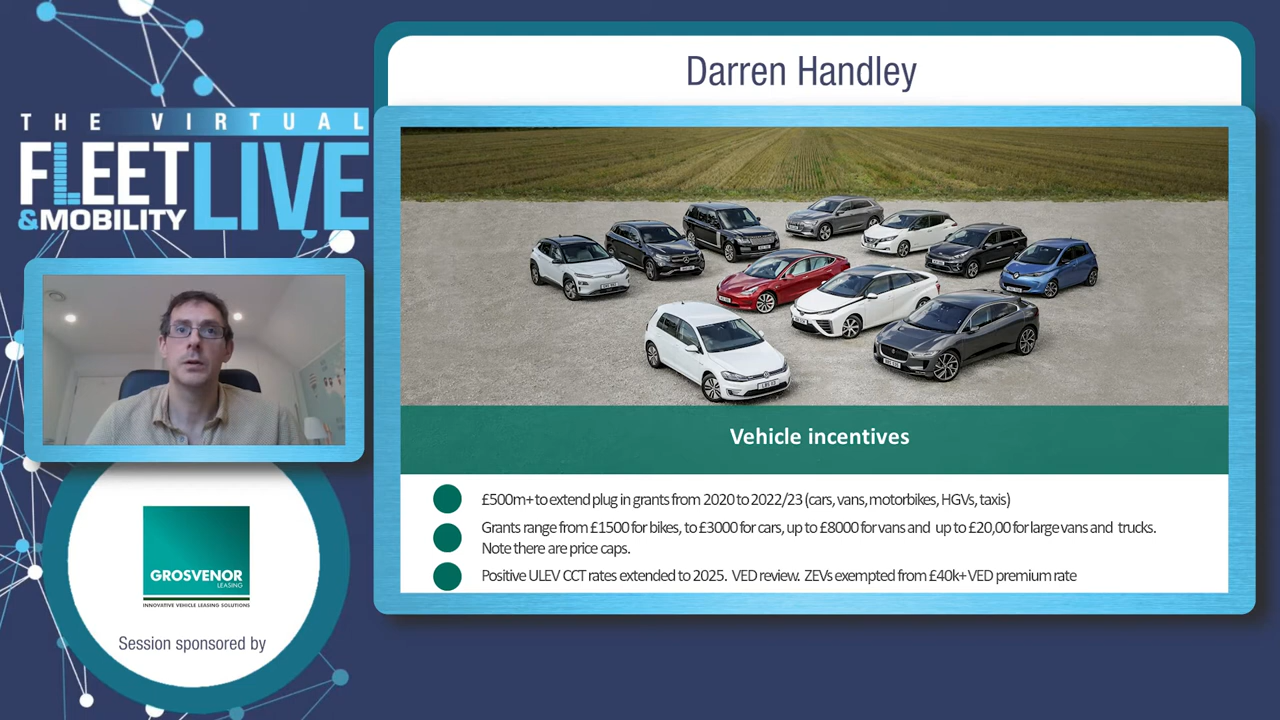 THE VIRTUAL
FLEET
&MOBILITY
LIVE
Darren Handley
Vehicle incentives
£500m+ to extend plug in grants from 2020 to 2022/23 (cars, vans, motorbikes, HGVs, taxis)
Grants range from £1500 for bikes, to £3000 for cars, up to £8000 for vans and up to £20,00 for large vans and trucks.
Note there are price caps.
Positive ULEV CCT rates extended to 2025. VED review. ZEVs exempted from £40k+ VED premium rate
GROSVENOR
LEASING
INNOVATIVE VEHICLE LEASING SOLUTIONS
Session sponsored by